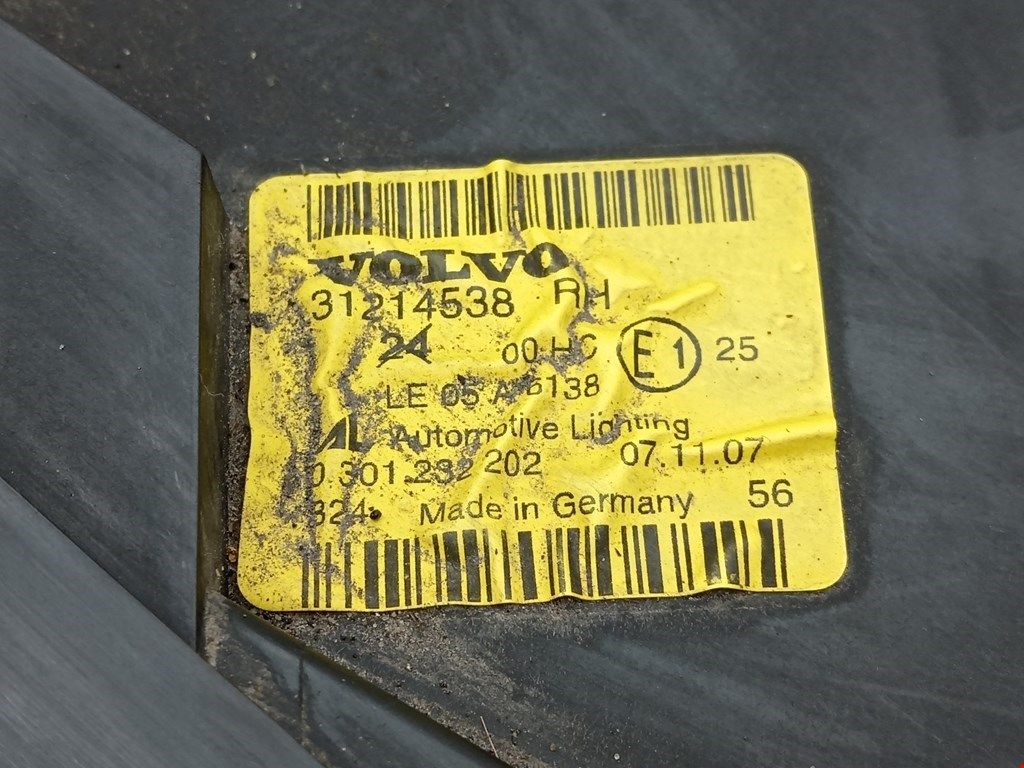 VOLVO
31214538 RH
24 00 HC E1 25
LE 05 A 6138
AL Automotive Lighting
0 301 232 202 07.11.07
324 Made in Germany 56